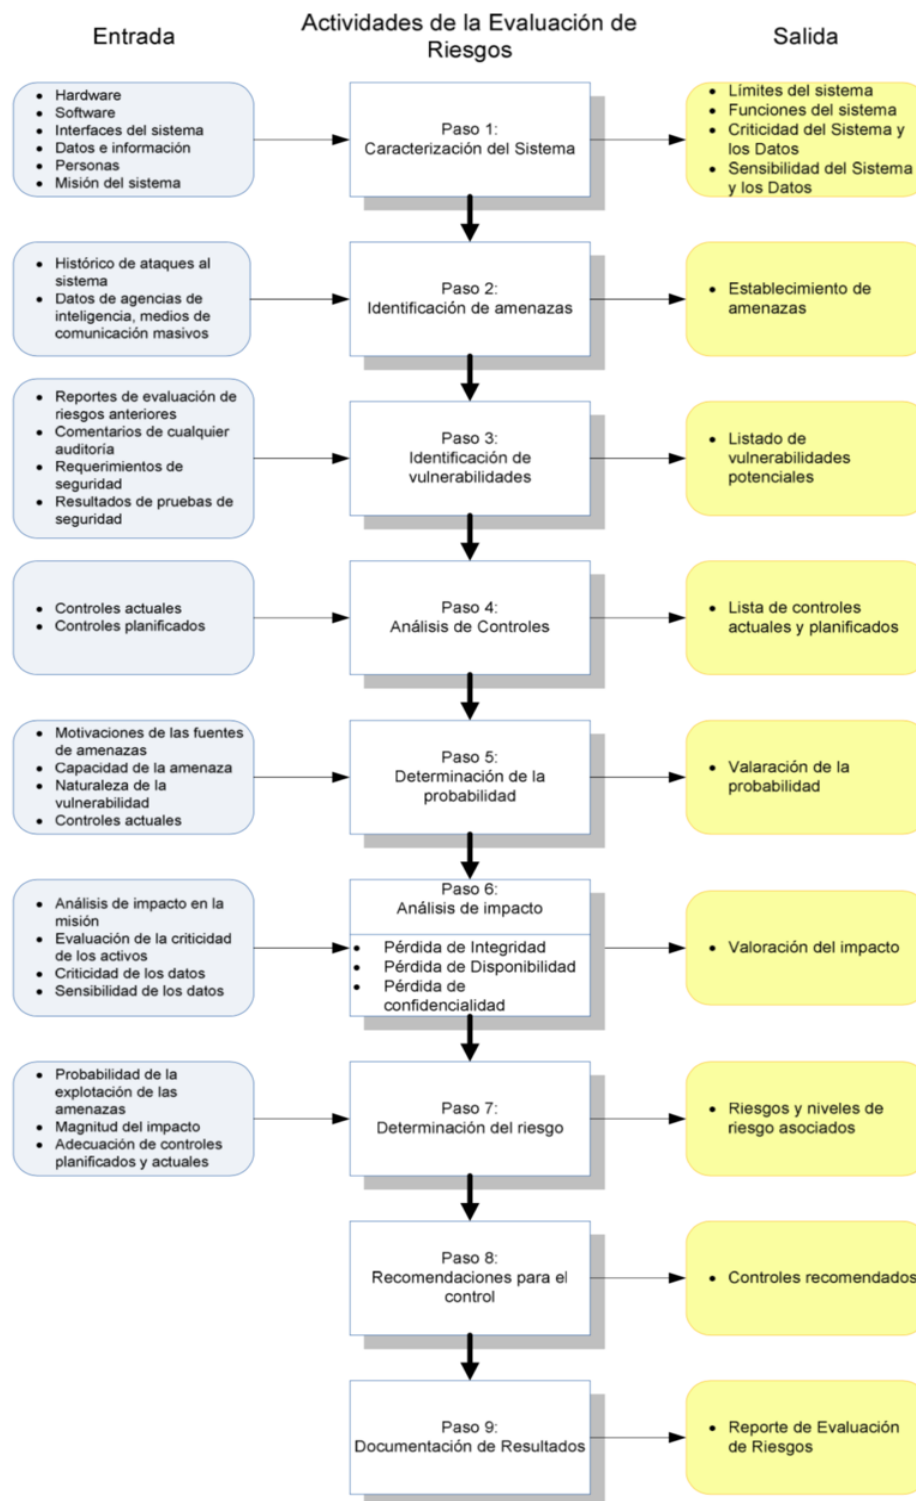 Entrada
Actividades de la Evaluación de
Riesgos
Salida
• Hardware
• Software
• Interfaces del sistema
• Datos e información
• Personas
• Misión del sistema
Paso 1:
Caracterización del Sistema
• Límites del sistema
• Funciones del sistema
• Criticidad del Sistema y
los Datos
• Sensibilidad del Sistema
y los Datos
• Histórico de ataques al
sistema
• Datos de agencias de
inteligencia, medios de
comunicación masivos
Paso 2:
Identificación de amenazas
• Establecimiento de
amenazas
• Reportes de evaluación de
riesgos anteriores
• Comentarios de cualquier
auditoría
• Requerimientos de
seguridad
• Resultados de pruebas de
seguridad
Paso 3:
Identificación de
vulnerabilidades
• Listado de
vulnerabilidades
potenciales
• Controles actuales
• Controles planificados
Paso 4:
Análisis de Controles
• Lista de controles
actuales y planificados
• Motivaciones de las fuentes
de amenazas
• Capacidad de la amenaza
• Naturaleza de la
vulnerabilidad
• Controles actuales
Paso 5:
Determinación de la
probabilidad
• Valaración de la
probabilidad
• Análisis de impacto en la
misión
• Evaluación de la criticidad
de los activos
• Criticidad de los datos
• Sensibilidad de los datos
Paso 6:
Análisis de impacto
• Pérdida de Integridad
• Pérdida de Disponibilidad
• Pérdida de
confidencialidad
• Valoración del impacto
• Probabilidad de la
explotación de las
amenazas
• Magnitud del impacto
• Adecuación de controles
planificados y actuales
Paso 7:
Determinación del riesgo
• Riesgos y niveles de
riesgo asociados
Paso 8:
Recomendaciones para el
control
• Controles recomendados
Paso 9:
Documentación de Resultados
• Reporte de Evaluación
de Riesgos